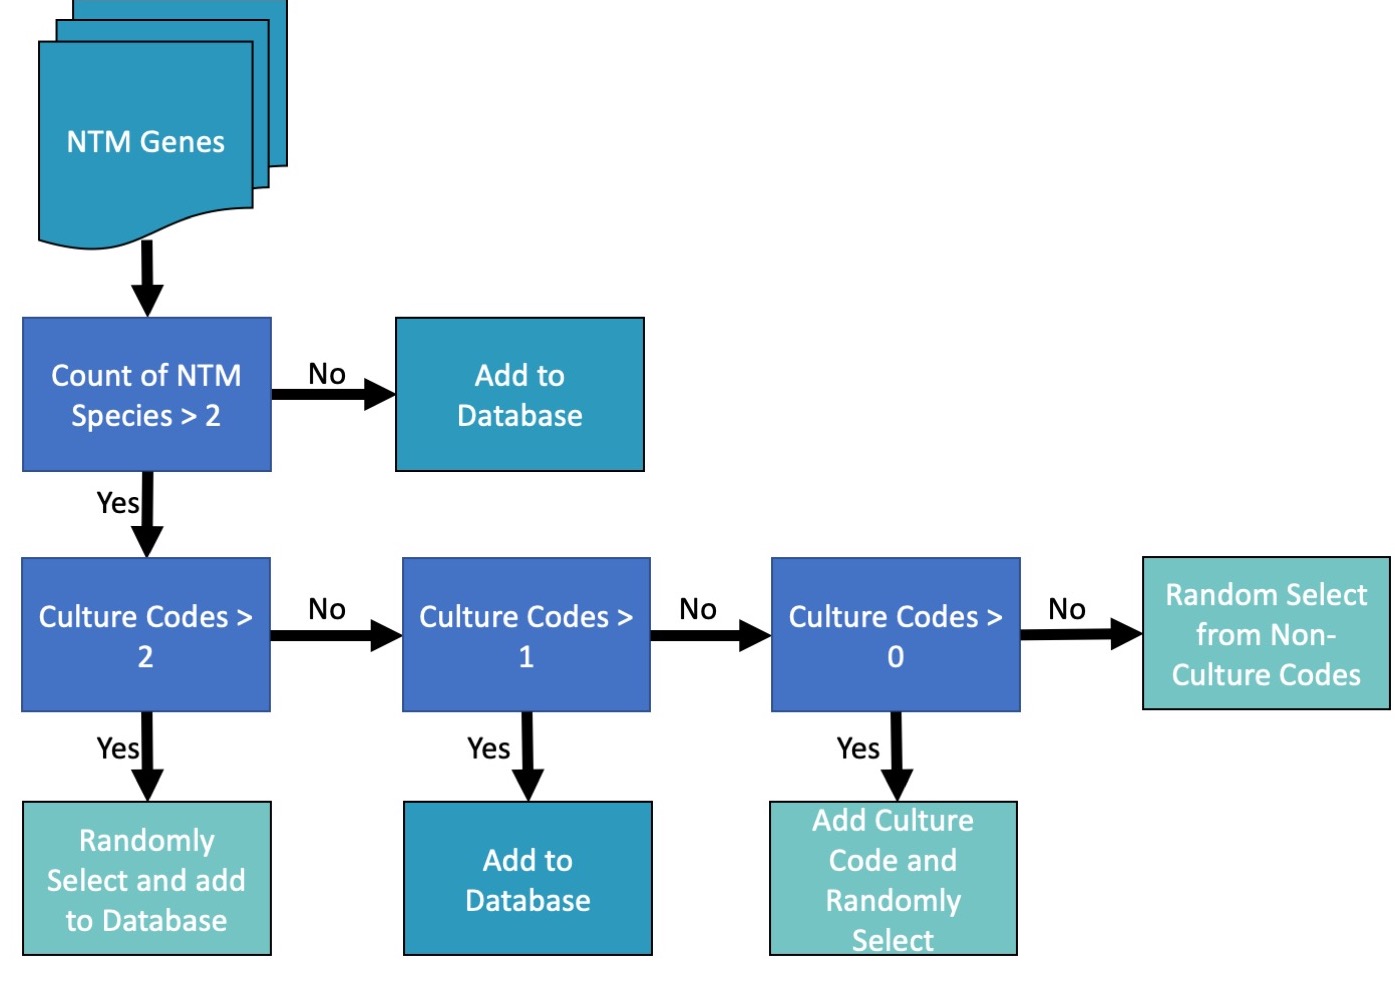 NTM Genes
Count of NTM
Species > 2
No
Add to
Database
Yes
Culture Codes >
2
No
Culture Codes >
1
No
Culture Codes >
0
No
Random Select
from Non-
Culture Codes
Yes
Randomly
Select and add
to Database
Yes
Add to
Database
Yes
Add Culture
Code and
Randomly
Select